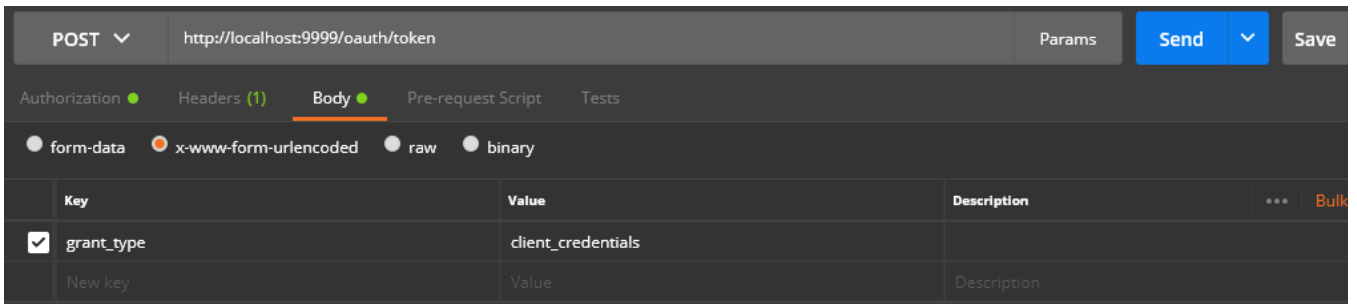 POST http://localhost:9999/oauth/token Params Send Save
Authorization Headers (1) Body Pre-request Script Tests
form-data x-www-form-urlencoded raw binary
Key Value Description ••• Bulk
grant_type client_credentials
New key Value Description